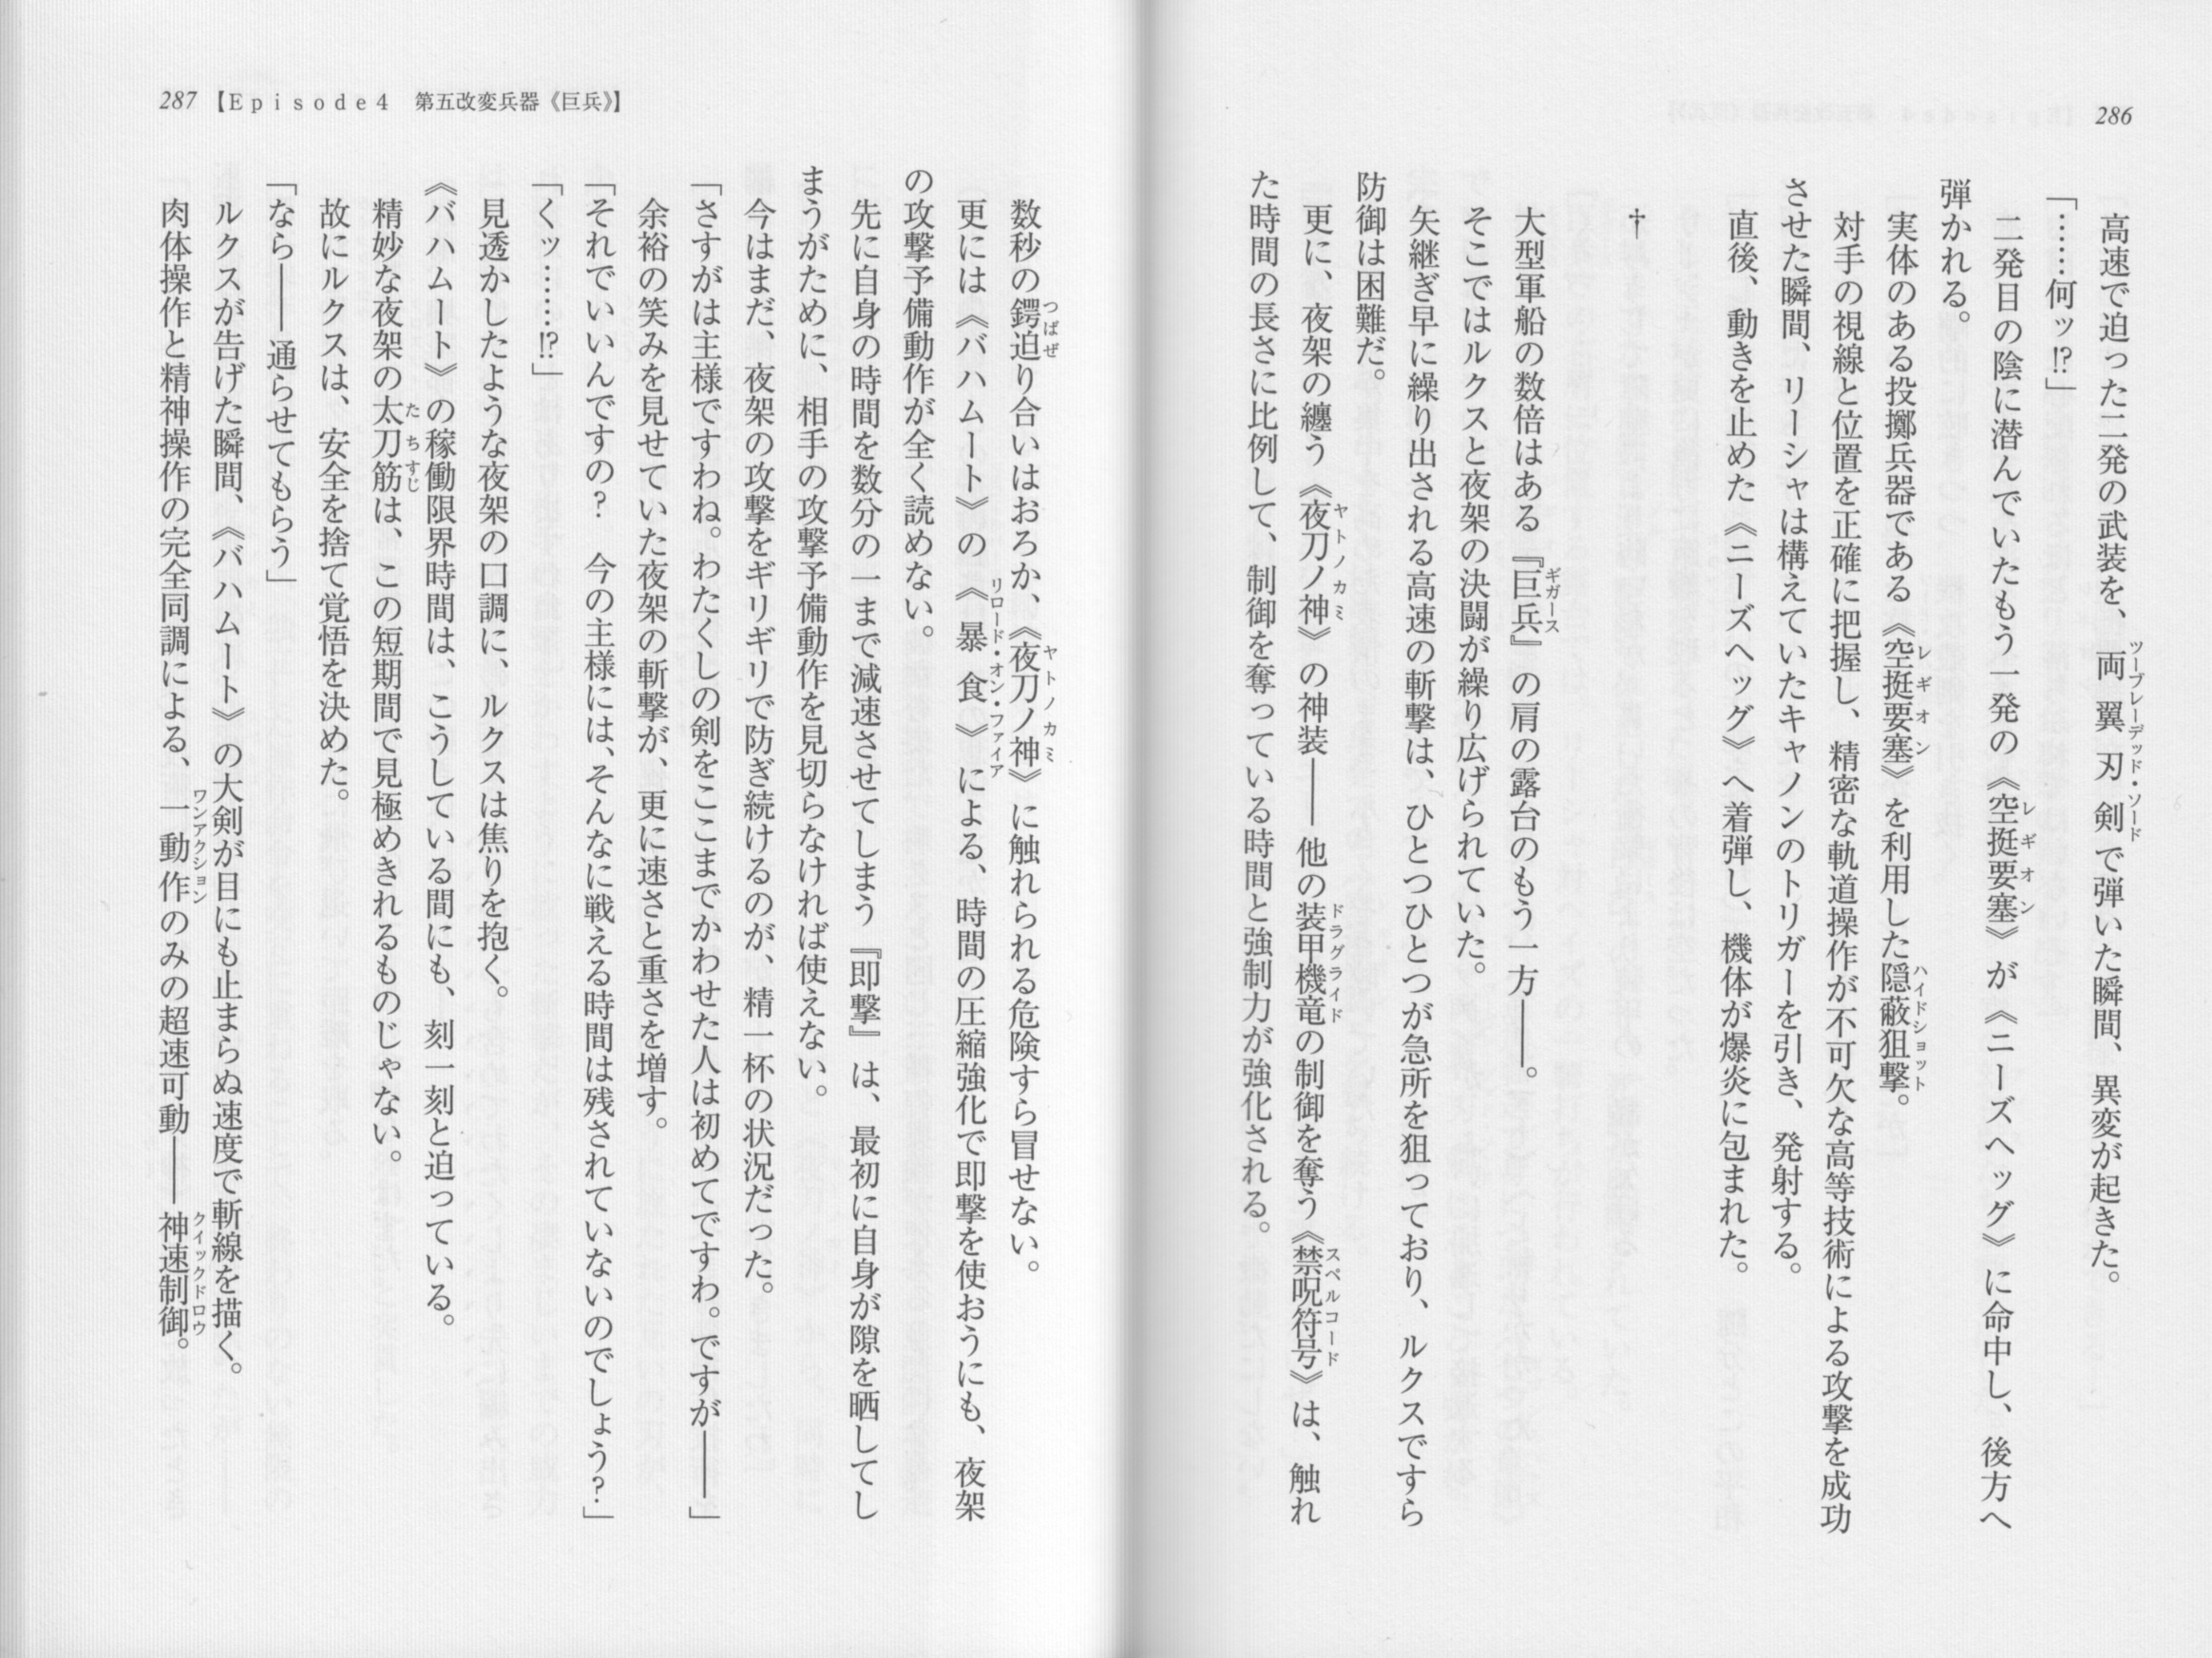 286
高速で迫った二発の武装を、両翼刃剣で弾いた瞬間、異変が起きた。
「……何ッ!?」
二発目の陰に潜んでいたもう一発の《空挺要塞》が《ニーズヘッグ》に命中し、後方へ
弾かれる。
実体のある投擲兵器である《空挺要塞》を利用した隠蔽狙撃。
対手の視線と位置を正確に把握し、精密な軌道操作が不可欠な高等技術による攻撃を成功
させた瞬間、リーシャは構えていたキャノンのトリガーを引き、発射する。
直後、動きを止めた《ニーズヘッグ》へ着弾し、機体が爆炎に包まれた。
†
大型軍船の数倍はある『巨兵』の肩の露台のもう一方――。
そこではルクスと夜架の決闘が繰り広げられていた。
矢継ぎ早に繰り出される高速の斬撃は、ひとつひとつが急所を狙っており、ルクスですら
防御は困難だ。
更に、夜架の纏う《夜刀ノ神》の神装――他の装甲機竜の制御を奪う《禁呪符号》は、触れ
た時間の長さに比例して、制御を奪っている時間と強制力が強化される。
287【Episode4　第五改変兵器《巨兵》】
数秒の鍔迫り合いはおろか、《夜刀ノ神》に触れられる危険すら冒せない。
更には《バハムート》の《暴食》による、時間の圧縮強化で即撃を使おうにも、夜架
の攻撃予備動作が全く読めない。
先に自身の時間を数分の一まで減速させてしまう『即撃』は、最初に自身が隙を晒してし
まうがために、相手の攻撃予備動作を見切らなければ使えない。
今はまだ、夜架の攻撃をギリギリで防ぎ続けるのが、精一杯の状況だった。
「さすがは主様ですわね。わたくしの剣をここまでかわせた人は初めてですわ。ですが――」
余裕の笑みを見せていた夜架の斬撃が、更に速さと重さを増す。
「それでいいんですの？　今の主様には、そんなに戦える時間は残されていないのでしょう？」
「くッ……!?」
見透かしたような夜架の口調に、ルクスは焦りを抱く。
《バハムート》の稼働限界時間は、こうしている間にも、刻一刻と迫っている。
精妙な夜架の太刀筋は、この短期間で見極めきれるものじゃない。
故にルクスは、安全を捨て覚悟を決めた。
「なら――通らせてもらう」
ルクスが告げた瞬間、《バハムート》の大剣が目にも止まらぬ速度で斬線を描く。
肉体操作と精神操作の完全同調による、一動作のみの超速可動――神速制御。